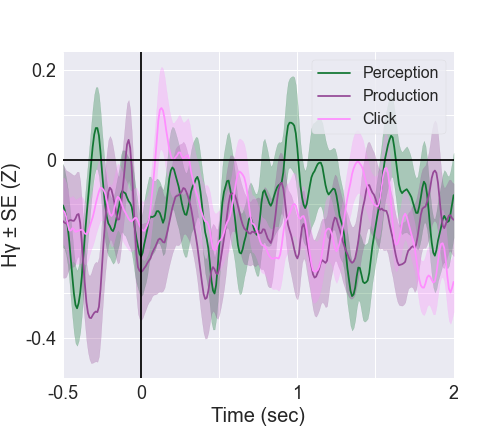 0.2
0
-0.4
Hγ ± SE (Z)
Perception
Production
Click
-0.5 0 1 2
Time (sec)